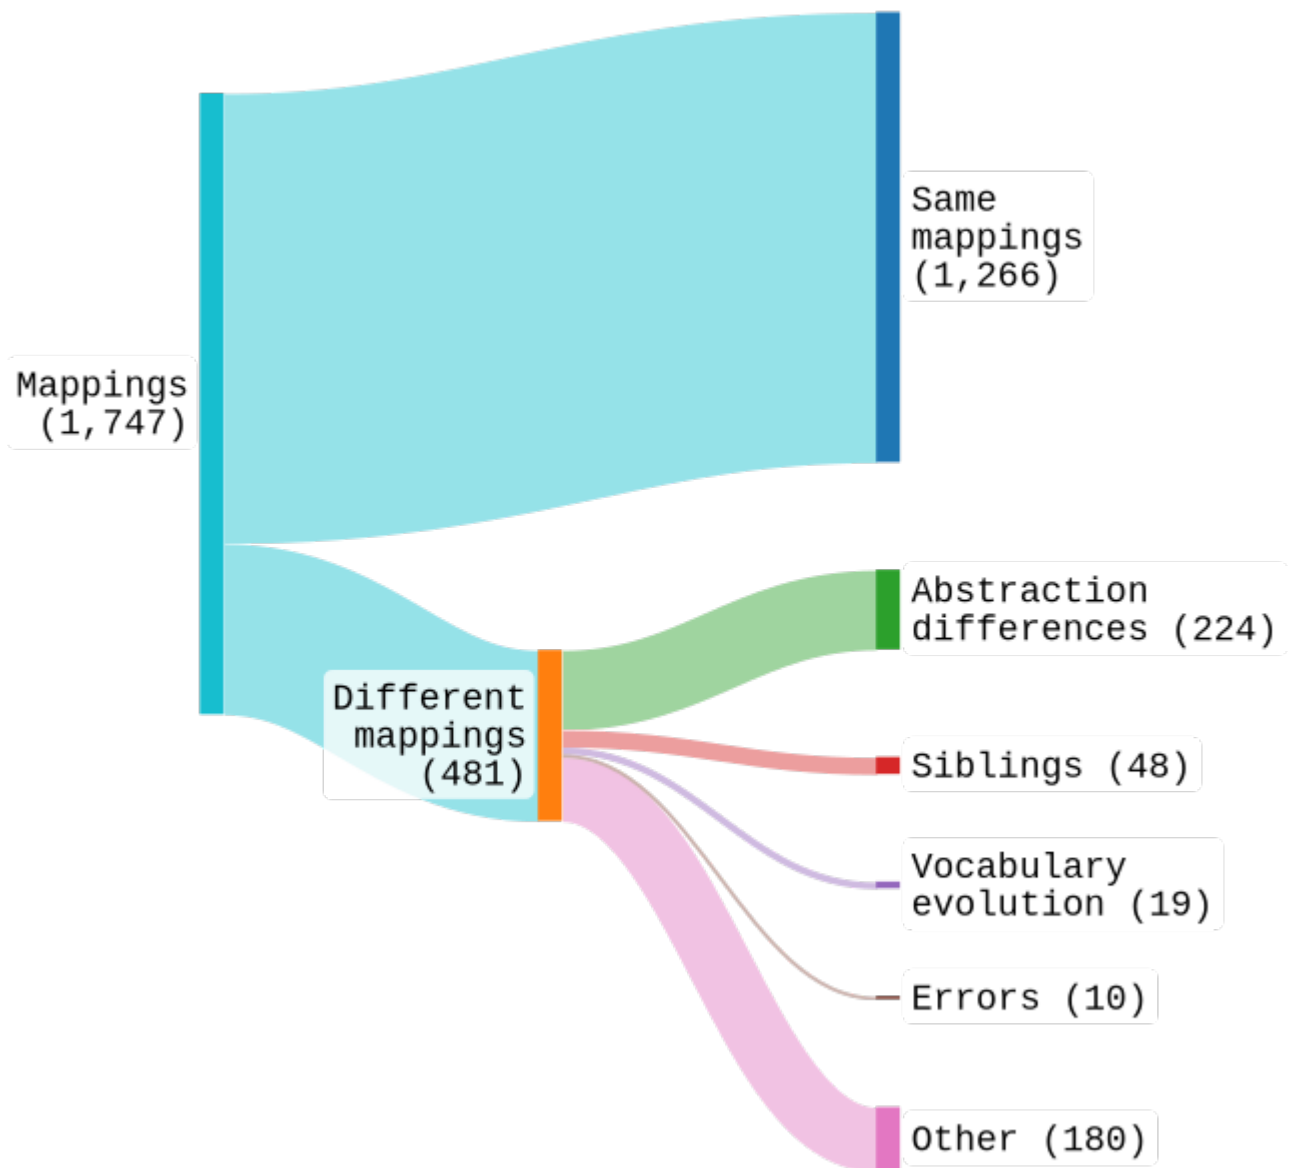 Same
mappings
(1,266)
Mappings
(1,747)
Abstraction
differences (224)
Different
mappings
(481)
Siblings (48)
Vocabulary
evolution (19)
Errors (10)
Other (180)